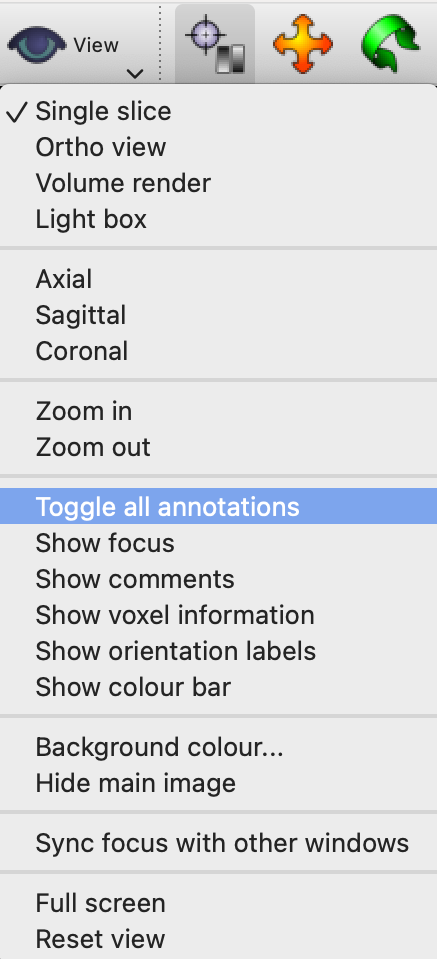 View
Single slice
Ortho view
Volume render
Light box
Axial
Sagittal
Coronal
Zoom in
Zoom out
Toggle all annotations
Show focus
Show comments
Show voxel information
Show orientation labels
Show colour bar
Background colour...
Hide main image
Sync focus with other windows
Full screen
Reset view